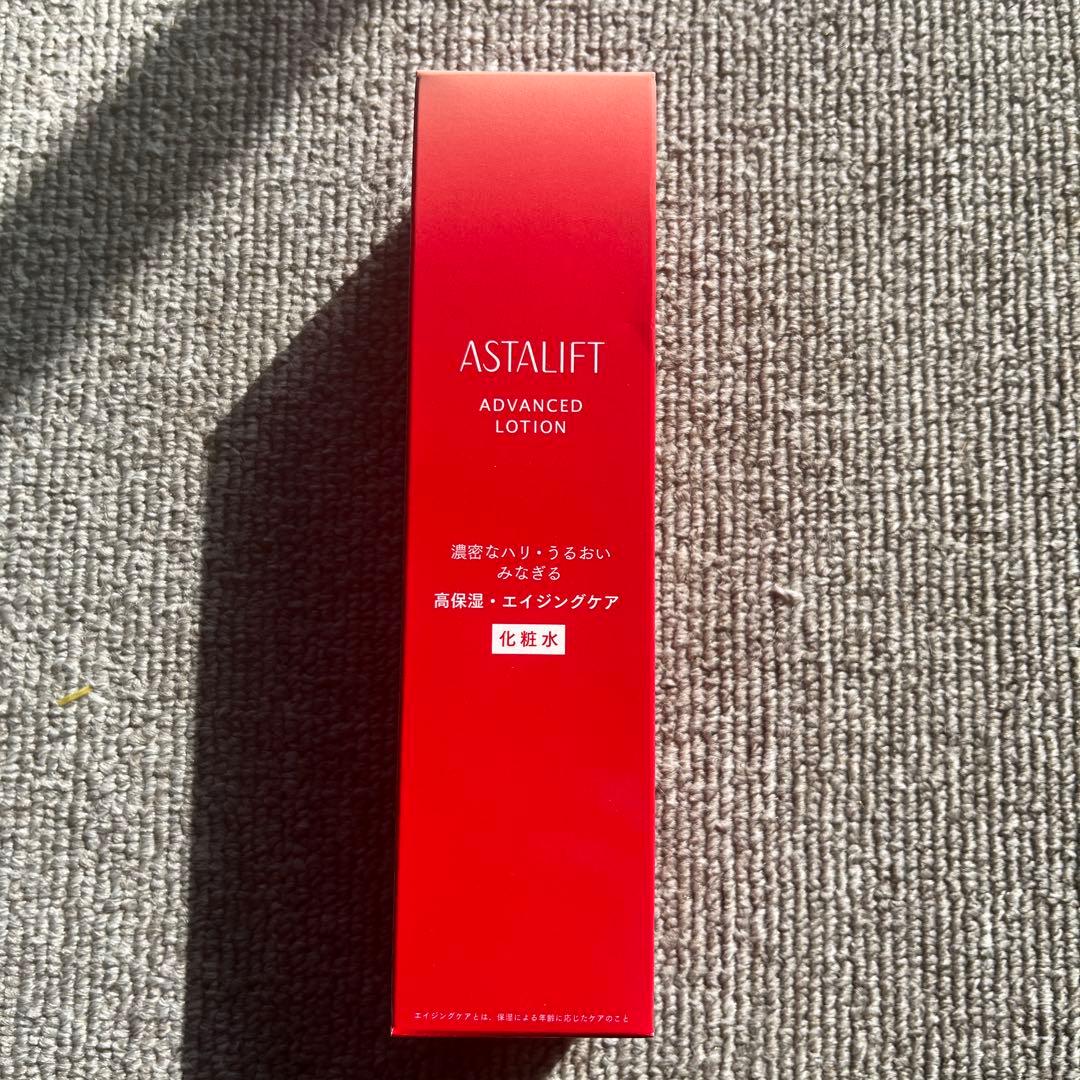 ASTALIFT
ADVANCED
LOTION
濃密なハリ・うるおい
みなぎる
高保湿・エイジングケア
化粧水
エイジングケアとは、保湿による年齢に応じたケアのこと